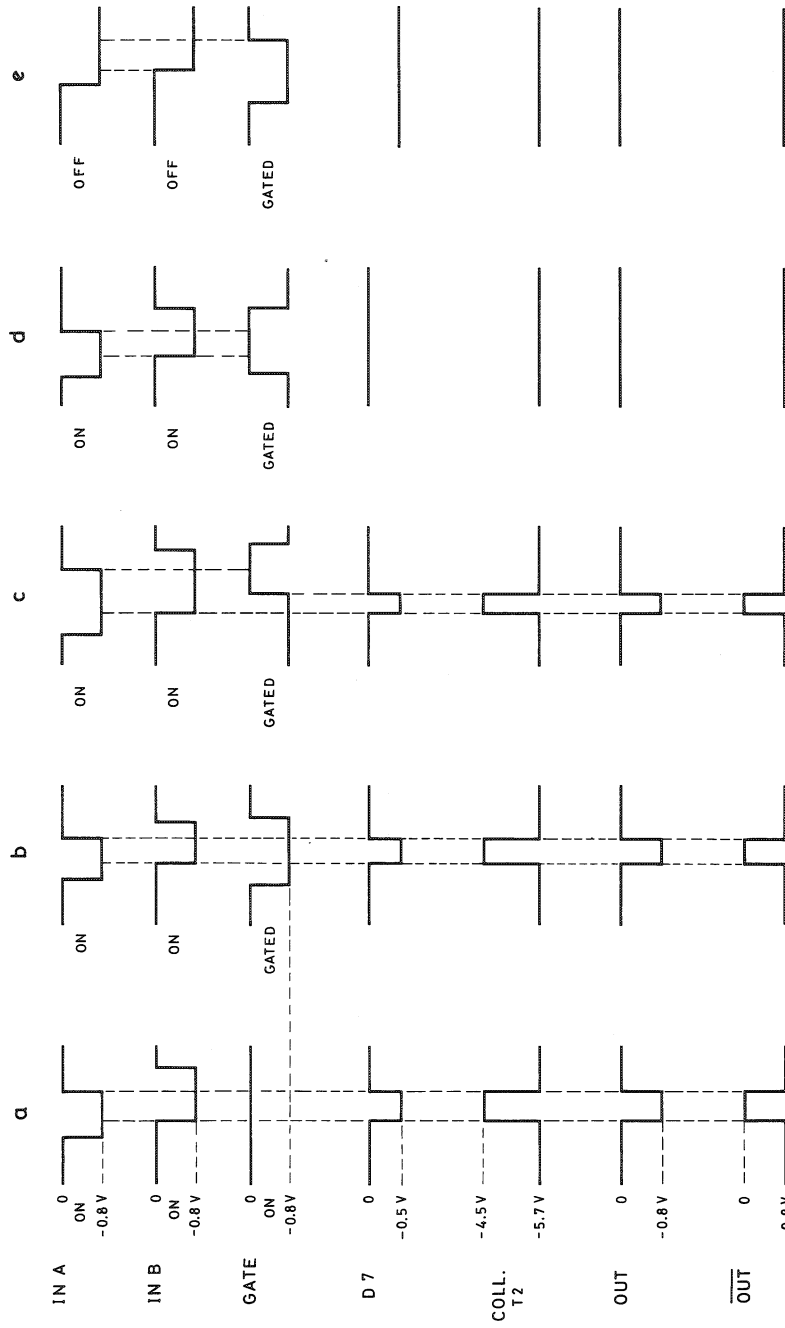 a b c d e
IN A 0
ON ON ON ON OFF
-0.8 V
IN B 0
ON ON ON ON OFF
-0.8 V
GATE 0
ON GATED GATED GATED GATED
-0.8 V
D 7 0
-0.5 V
COLL. -4.5 V
T2
-5.7 V
OUT 0
-0.8 V
OUT 0